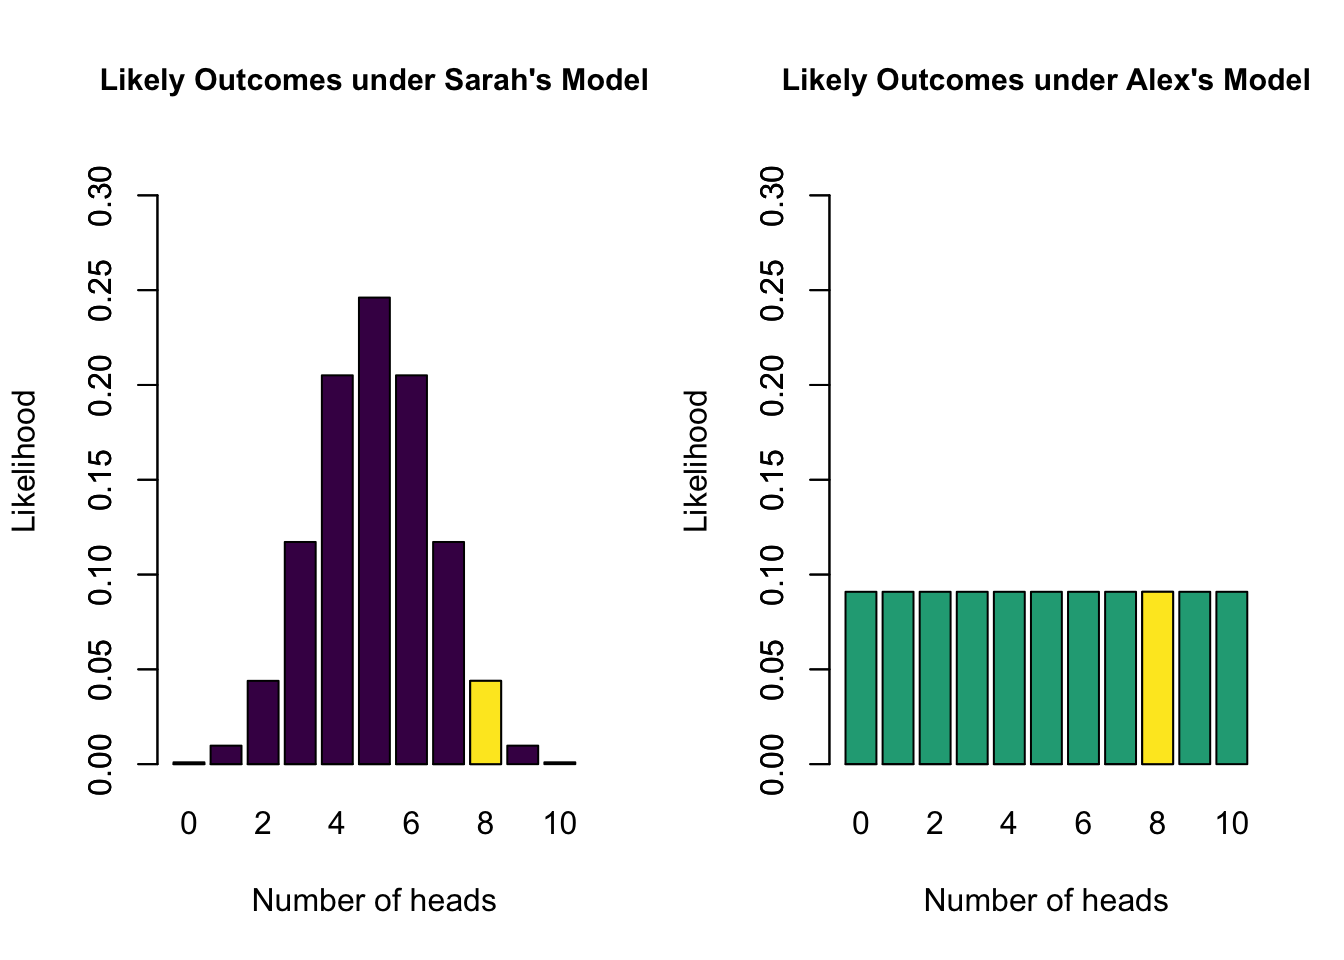 Likely Outcomes under Sarah's Model
Likelihood
0.30
0.25
0.20
0.15
0.10
0.05
0.00
0 2 4 6 8 10
Number of heads
Likely Outcomes under Alex's Model
Likelihood
0.30
0.25
0.20
0.15
0.10
0.05
0.00
0 2 4 6 8 10
Number of heads